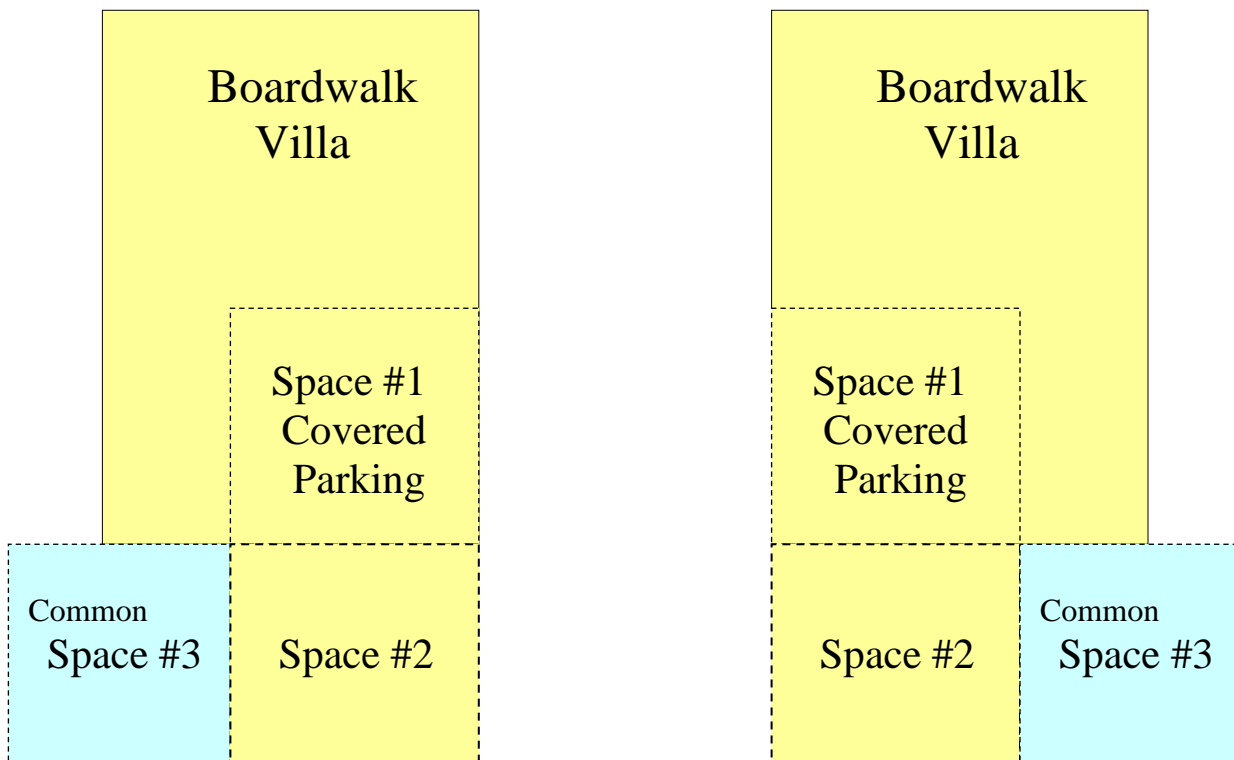 Boardwalk
Villa
Space #1
Covered
Parking
Common
Space #3
Space #2
Boardwalk
Villa
Space #1
Covered
Parking
Space #2
Common
Space #3